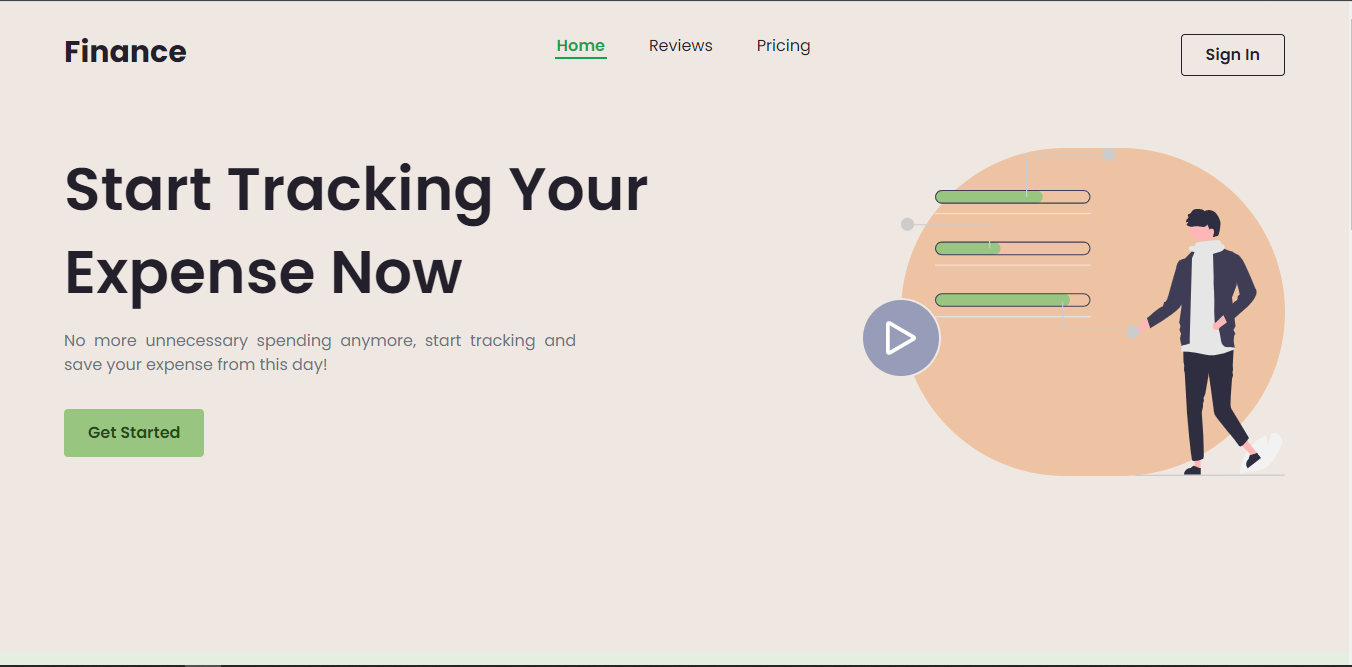 Finance
Home
Reviews
Pricing
Sign In
Start Tracking Your
Expense Now
No more unnecessary spending anymore, start tracking and
save your expense from this day!
Get Started